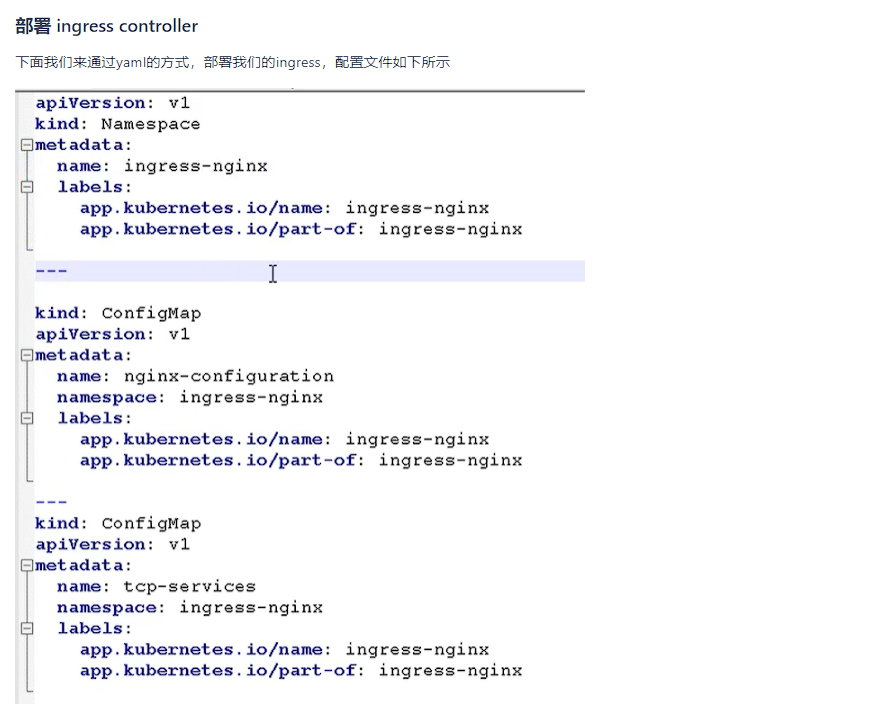 部署 ingress controller
下面我们来通过yaml的方式，部署我们的ingress，配置文件如下所示
apiVersion: v1
kind: Namespace
metadata:
  name: ingress-nginx
  labels:
    app.kubernetes.io/name: ingress-nginx
    app.kubernetes.io/part-of: ingress-nginx
---
kind: ConfigMap
apiVersion: v1
metadata:
  name: nginx-configuration
  namespace: ingress-nginx
  labels:
    app.kubernetes.io/name: ingress-nginx
    app.kubernetes.io/part-of: ingress-nginx
---
kind: ConfigMap
apiVersion: v1
metadata:
  name: tcp-services
  namespace: ingress-nginx
  labels:
    app.kubernetes.io/name: ingress-nginx
    app.kubernetes.io/part-of: ingress-nginx